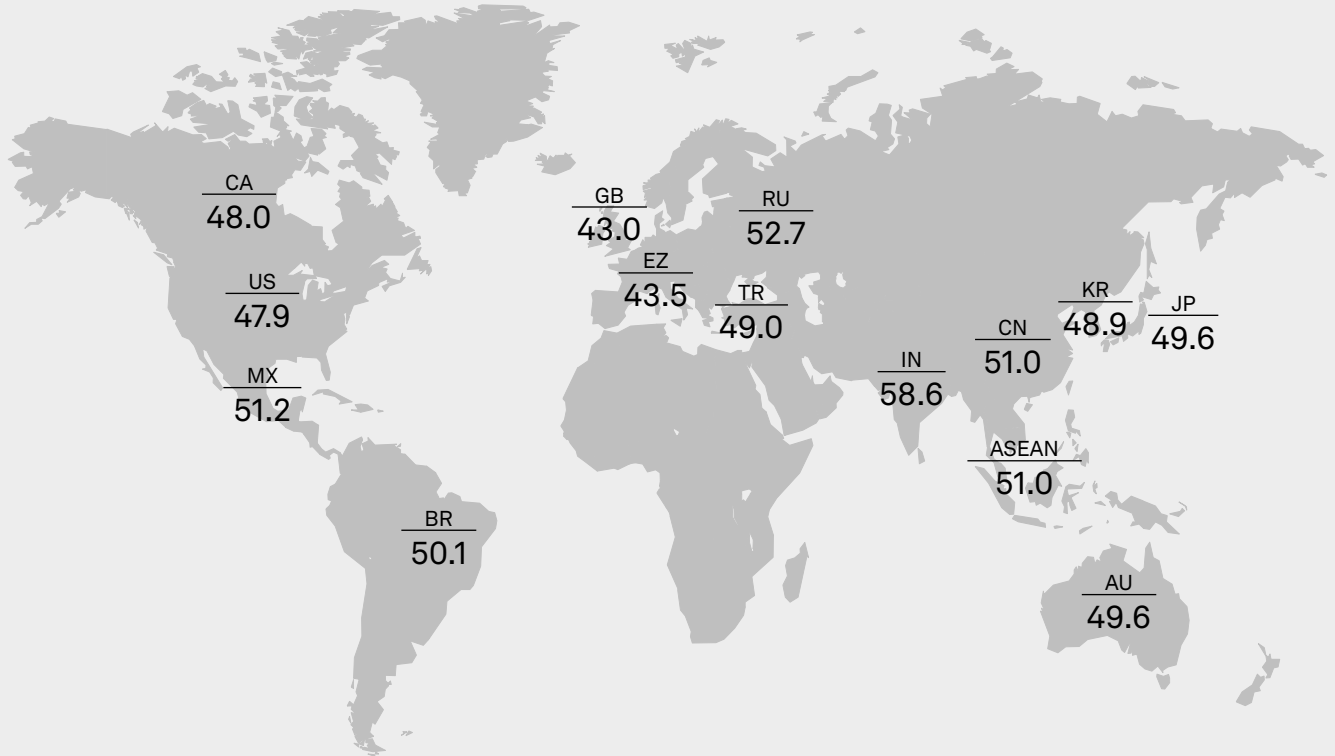 CA
48.0
GB
43.0
RU
52.7
EZ
43.5
US
47.9
TR
49.0
KR
48.9
JP
49.6
CN
51.0
IN
58.6
MX
51.2
ASEAN
51.0
BR
50.1
AU
49.6